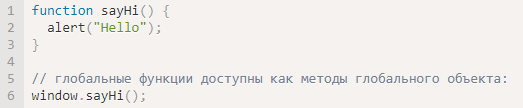 1 function sayHi() {
2   alert("Hello");
3 }
4
5 // глобальные функции доступны как методы глобального объекта:
6 window.sayHi();